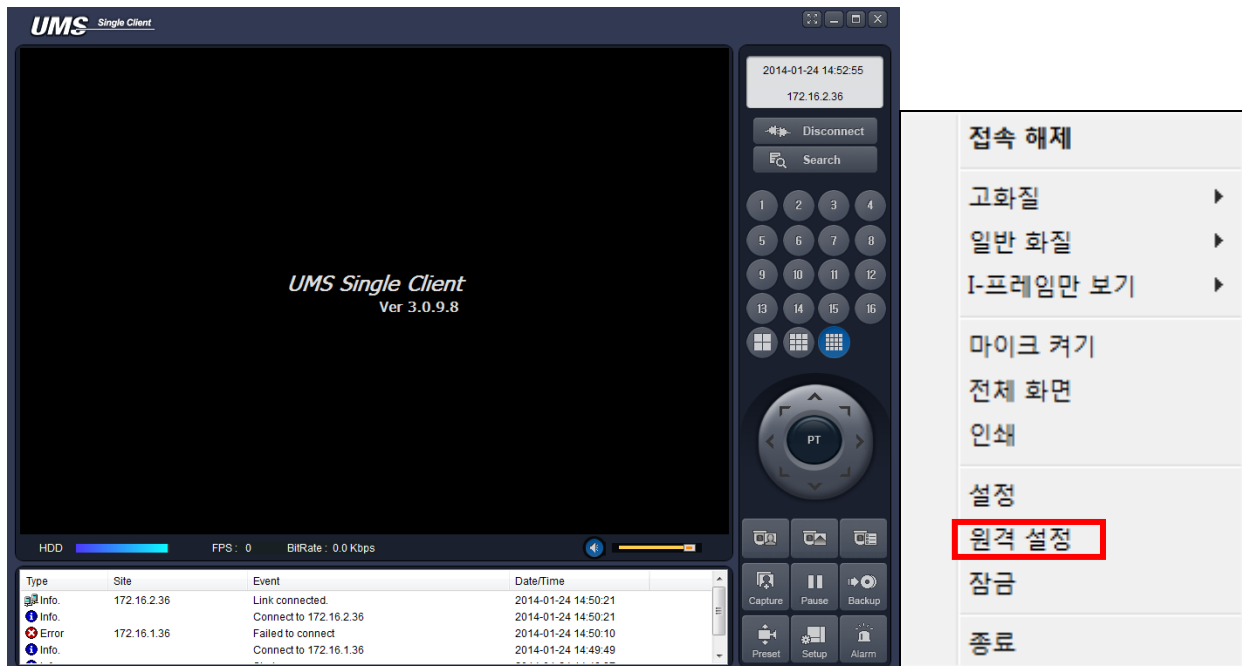 UMS Single Client
2014-01-24 14:52:55
172.16.2.36
Disconnect
Search
1 2 3 4
5 6 7 8
9 10 11 12
13 14 15 16
UMS Single Client
Ver 3.0.9.8
PT
HDD FPS : 0 BitRate : 0.0 Kbps
Type Site Event Date/Time
Info. 172.16.2.36 Link connected. 2014-01-24 14:50:21
Info. Connect to 172.16.2.36 2014-01-24 14:50:21
Error 172.16.1.36 Failed to connect 2014-01-24 14:50:10
Info. Connect to 172.16.1.36 2014-01-24 14:49:49
Capture Pause Backup
Preset Setup Alarm
접속 해제
고화질
일반 화질
I-프레임만 보기
마이크 켜기
전체 화면
인쇄
설정
원격 설정
잠금
종료